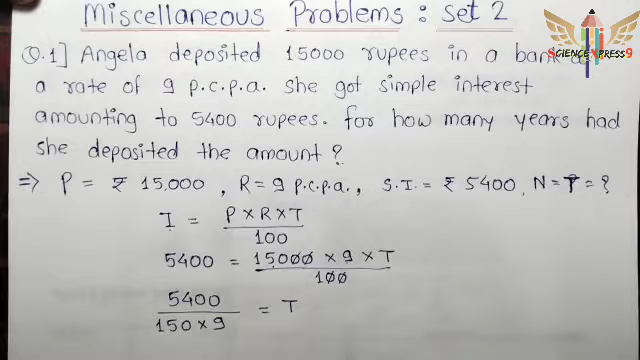 Miscellaneous Problems : Set 2
SCIENCEXPRESS9
Q.1] Angela deposited 15000 rupees in a bank at
a rate of 9 p.c.p.a. she got simple interest
amounting to 5400 rupees. for how many years had
she deposited the amount ?
⇒ P = ₹ 15,000 , R = 9 p.c.p.a., S.I. = ₹ 5400, N = T = ?
I = P × R × T
100
5400 = 15000 × 9 × T
100
5400
150 × 9 = T